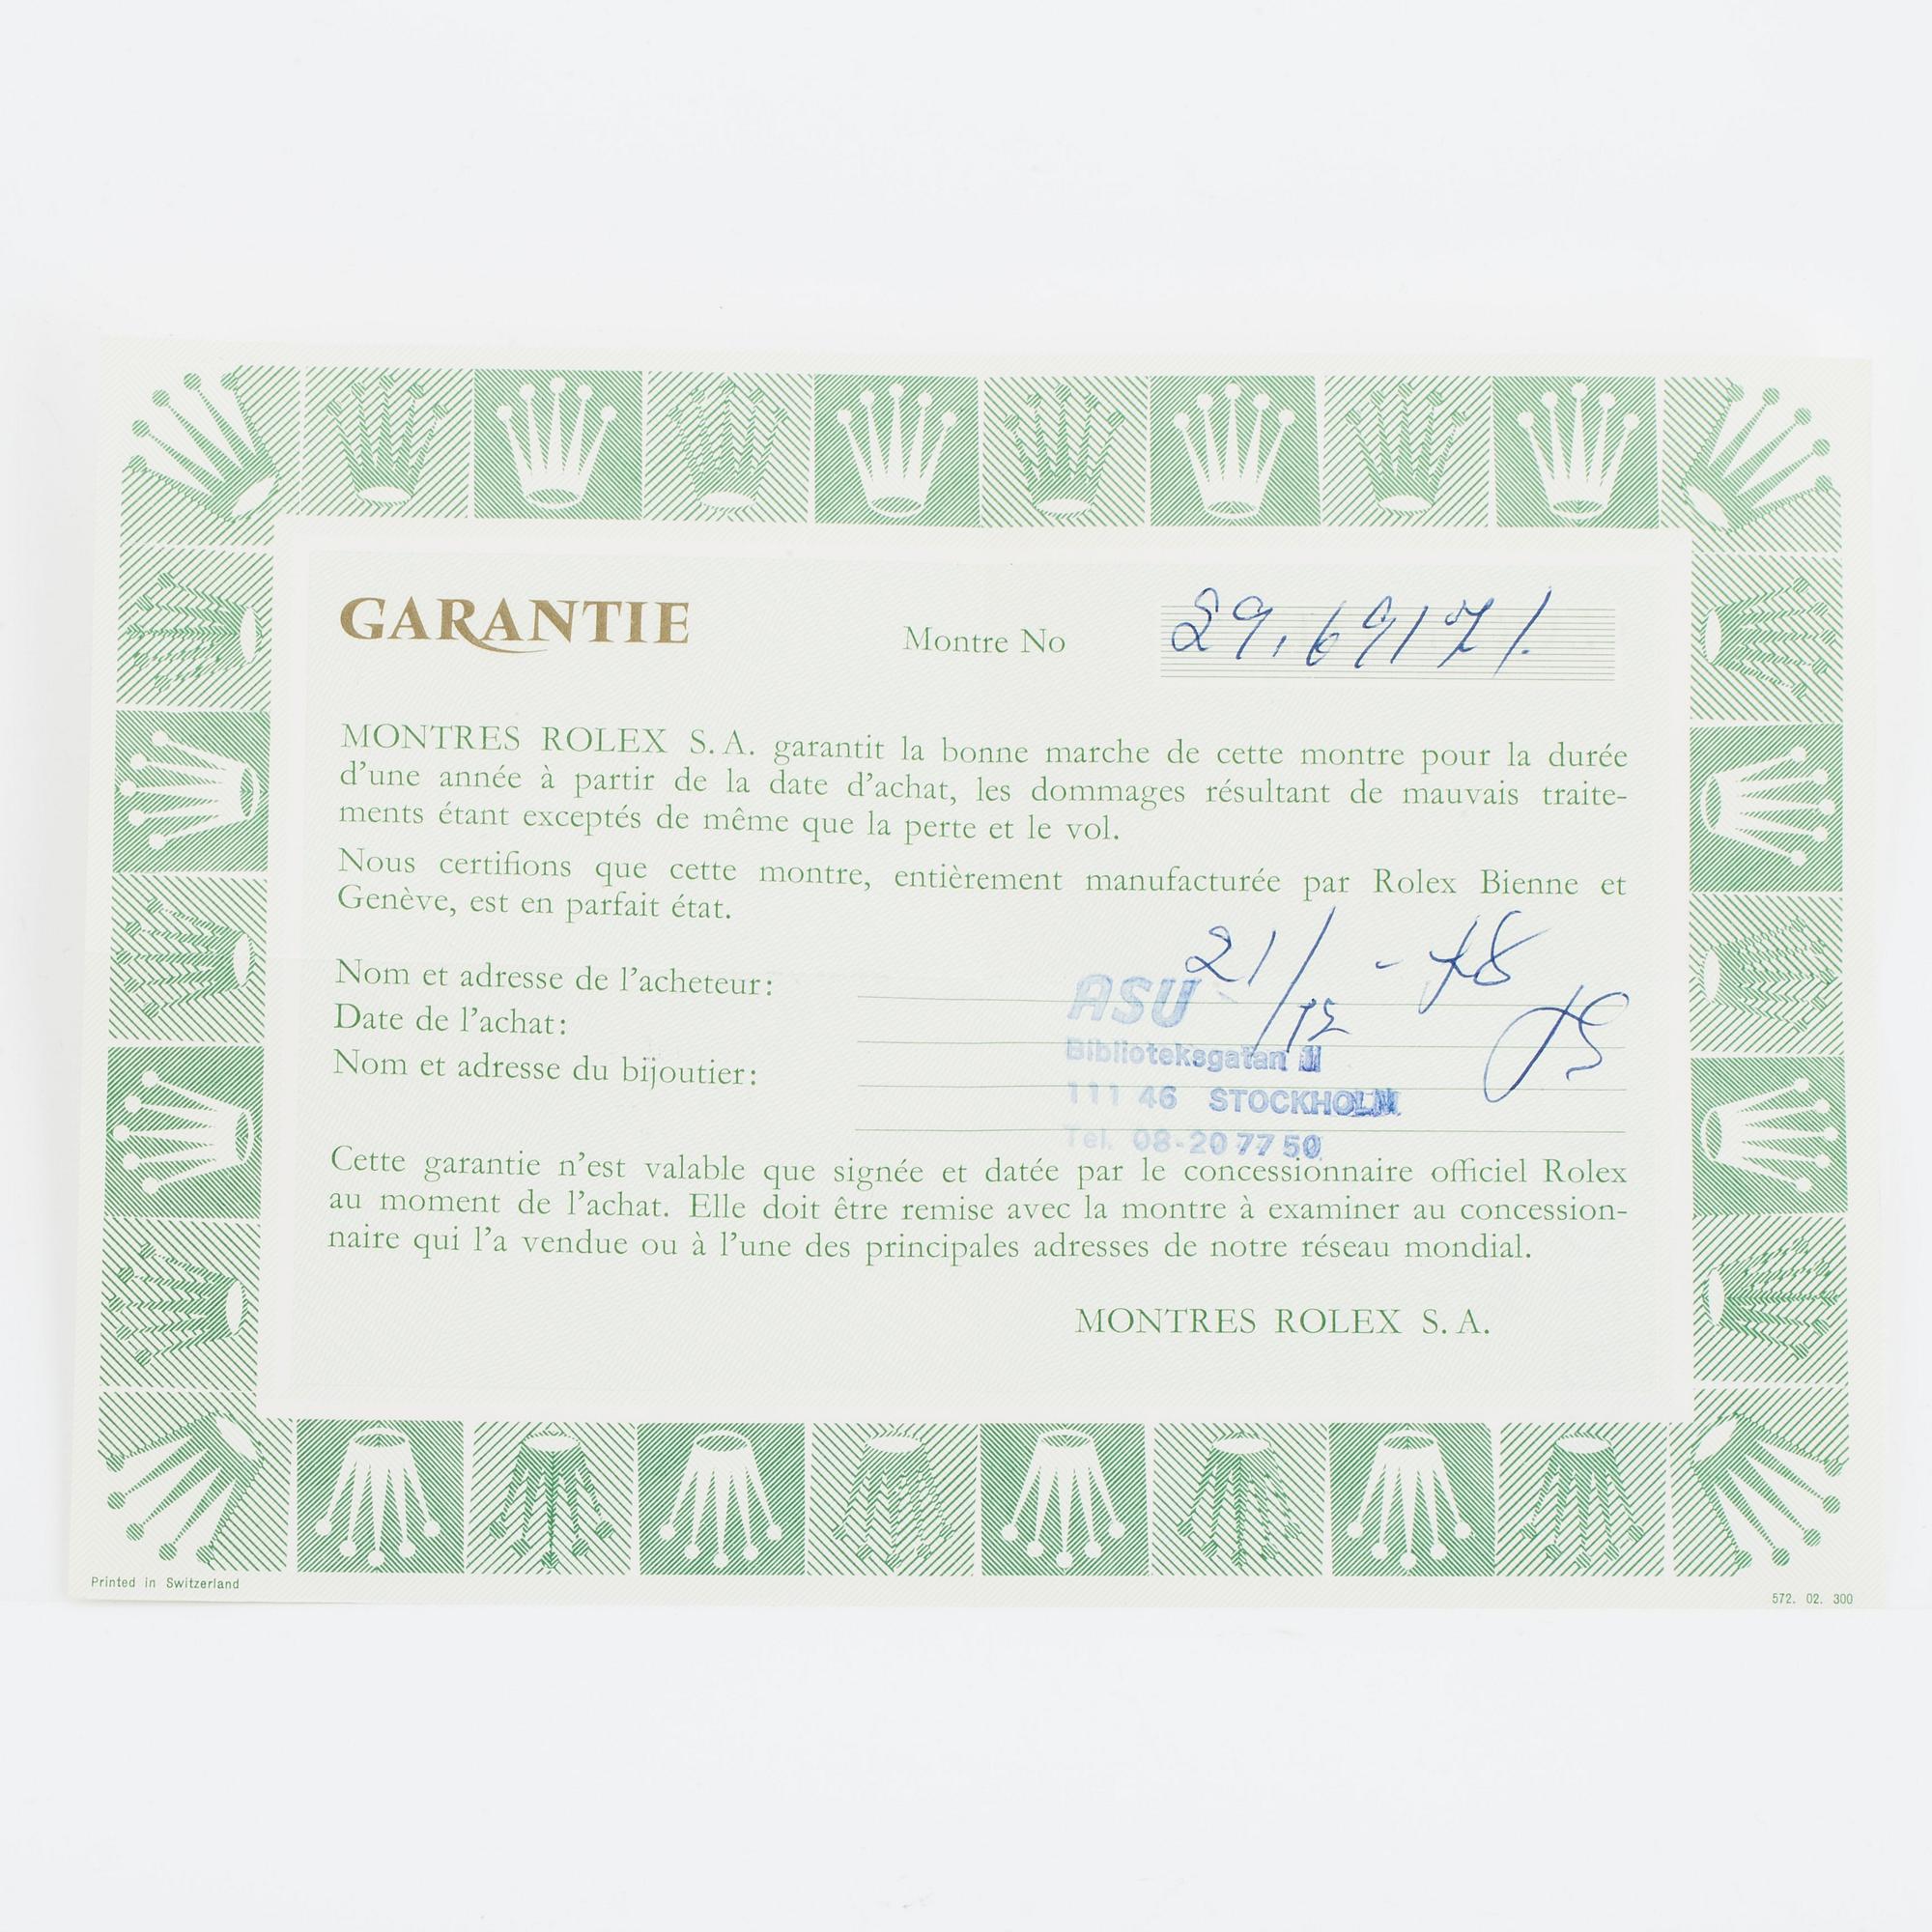 GARANTIE
Montre No 29.69171.
MONTRES ROLEX S.A. garantit la bonne marche de cette montre pour la durée
d'une année à partir de la date d'achat, les dommages résultant de mauvais traite-
ments étant exceptés de même que la perte et le vol.
Nous certifions que cette montre, entièrement manufacturée par Rolex Bienne et
Genève, est en parfait état.
21/12 - 78
Nom et adresse de l'acheteur:
Date de l'achat:
Nom et adresse du bijoutier:
ASU
Biblioteksgatan
111 46 STOCKHOLM
Tel. 08-20 77 50
Cette garantie n'est valable que signée et datée par le concessionnaire officiel Rolex
au moment de l'achat. Elle doit être remise avec la montre à examiner au concession-
naire qui l'a vendue ou à l'une des principales adresses de notre réseau mondial.
MONTRES ROLEX S.A.
Printed in Switzerland
572. 02. 300